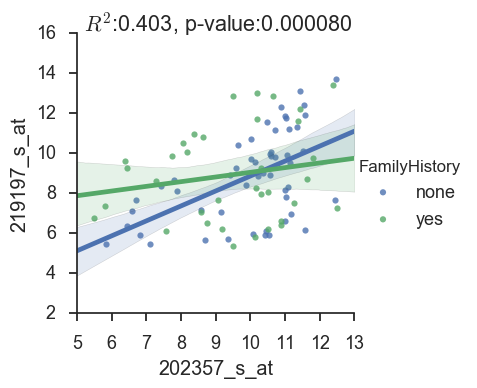 R²:0.403, p-value:0.000080
16
14
12
10
8
6
4
2
219197_s_at
5 6 7 8 9 10 11 12 13
202357_s_at
FamilyHistory
none
yes